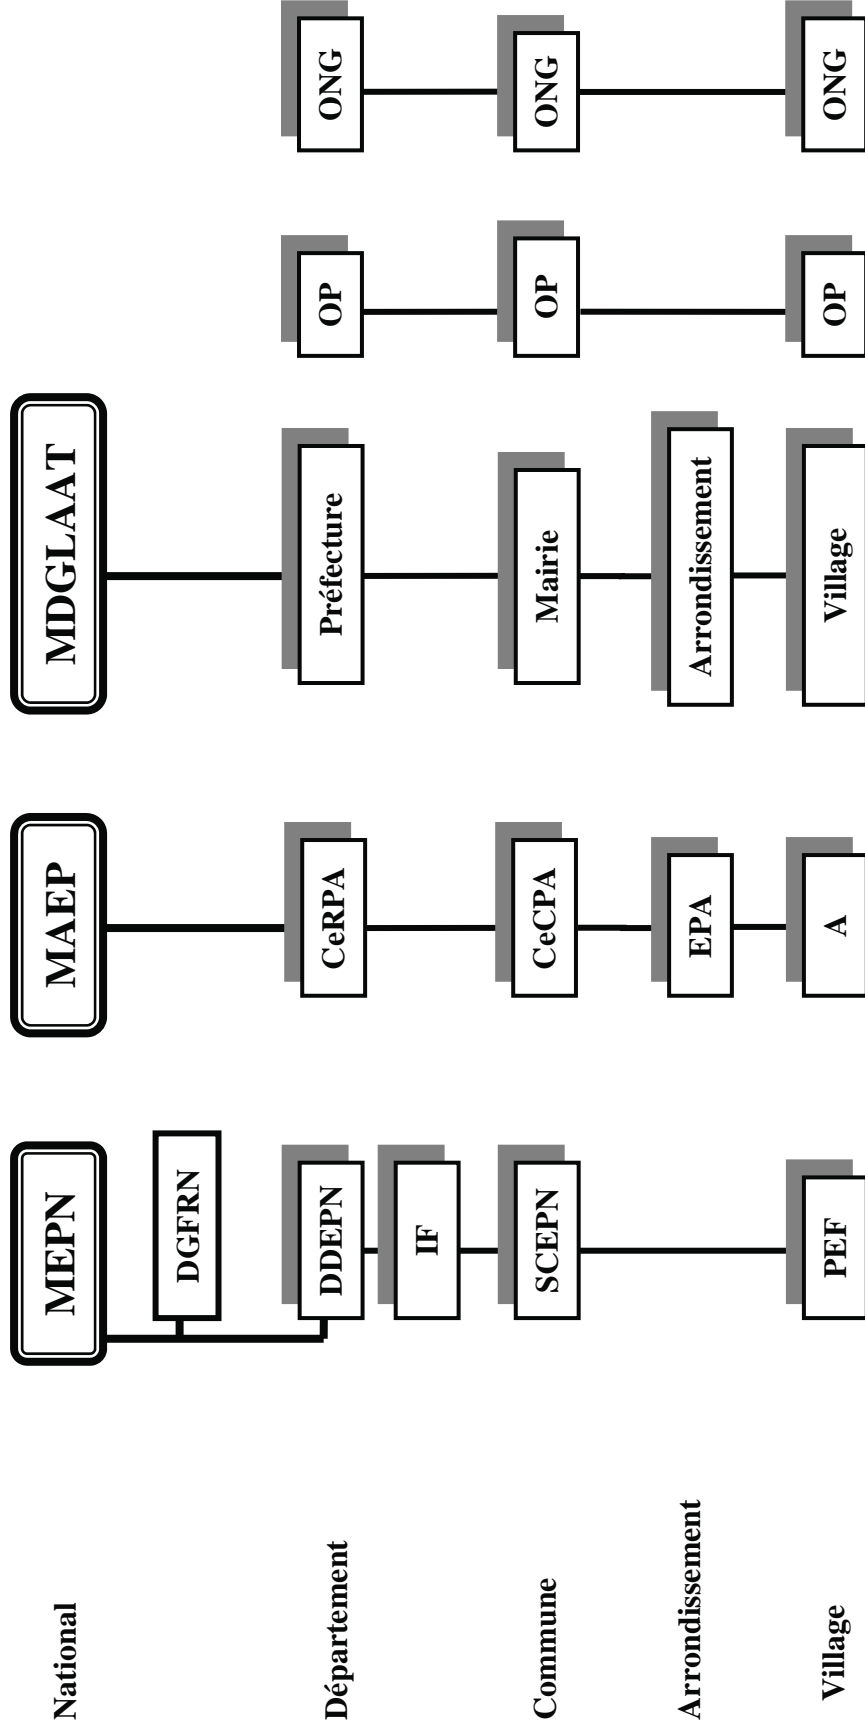 National
MEPN
MAEP
MDGLAAT
DGFRN
Département
DDEPN
CeRPA
Préfecture
OP
ONG
IF
Commune
SCEPN
CeCPA
Mairie
OP
ONG
Arrondissement
EPA
Arrondissement
Village
PEF
A
Village
OP
ONG